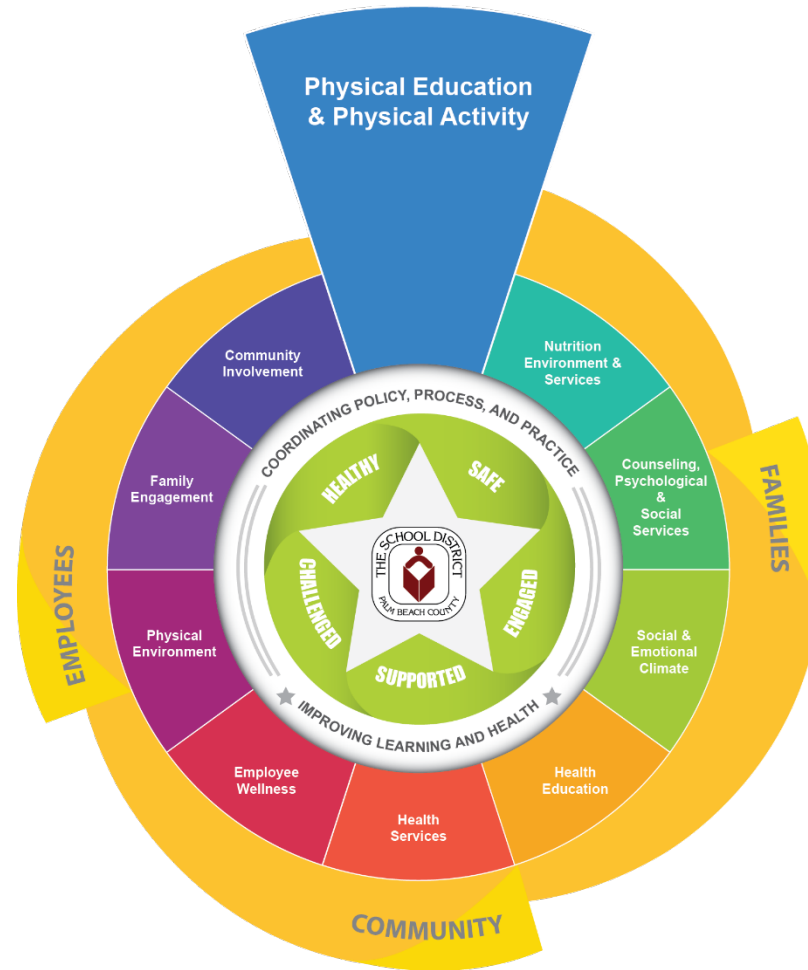 Physical Education
& Physical Activity
Nutrition
Environment &
Services
Counseling,
Psychological
&
Social
Services
Social &
Emotional
Climate
Health
Education
Health
Services
Employee
Wellness
Physical
Environment
Family
Engagement
Community
Involvement
FAMILIES
COMMUNITY
EMPLOYEES
COORDINATING POLICY, PROCESS, AND PRACTICE
IMPROVING LEARNING AND HEALTH
HEALTHY
SAFE
ENGAGED
SUPPORTED
CHALLENGED
THE SCHOOL DISTRICT
PALM BEACH COUNTY